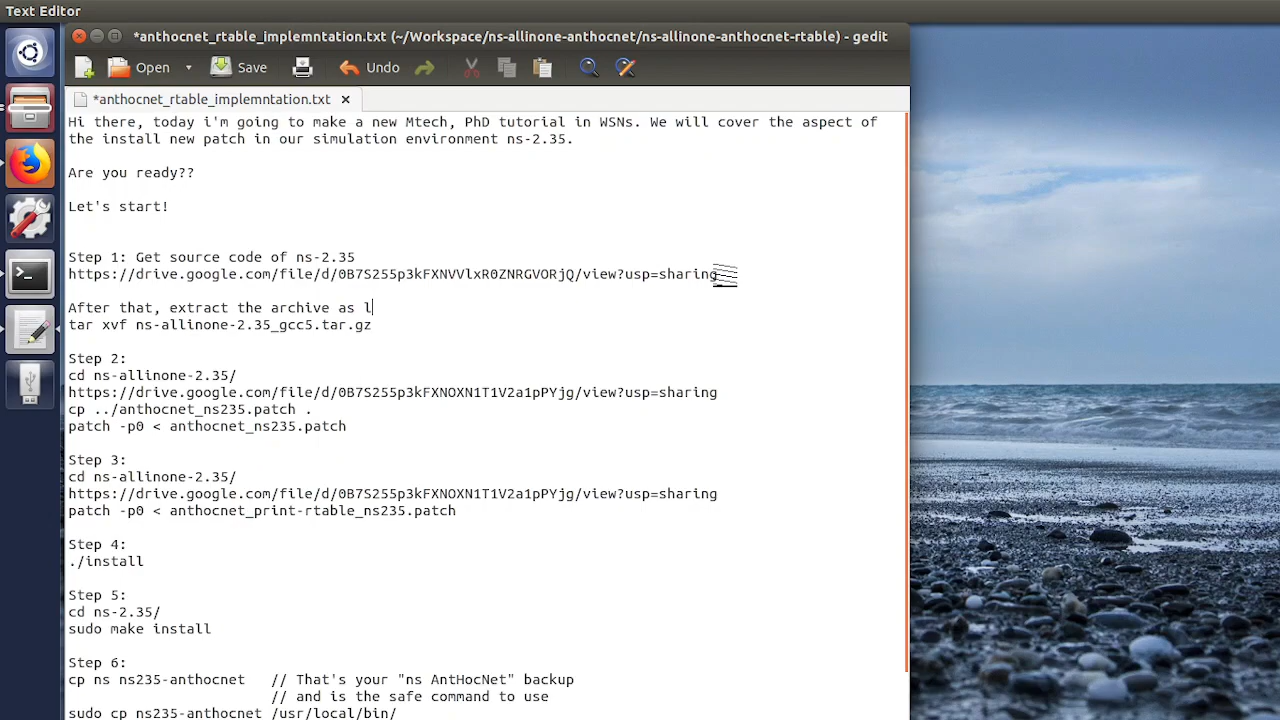 Text Editor
*anthocnet_rtable_implemntation.txt (~/Workspace/ns-allinone-anthocnet/ns-allinone-anthocnet-rtable) - gedit
Open Save Undo
*anthocnet_rtable_implemntation.txt
Hi there, today i'm going to make a new Mtech, PhD tutorial in WSNs. We will cover the aspect of
the install new patch in our simulation environment ns-2.35.
Are you ready??
Let's start!
Step 1: Get source code of ns-2.35
https://drive.google.com/file/d/0B7S255p3kFXNVVlxR0ZNRGVORjQ/view?usp=sharing
After that, extract the archive as l
tar xvf ns-allinone-2.35_gcc5.tar.gz
Step 2:
cd ns-allinone-2.35/
https://drive.google.com/file/d/0B7S255p3kFXNOXN1T1V2a1pPYjg/view?usp=sharing
cp ../anthocnet_ns235.patch .
patch -p0 < anthocnet_ns235.patch
Step 3:
cd ns-allinone-2.35/
https://drive.google.com/file/d/0B7S255p3kFXNOXN1T1V2a1pPYjg/view?usp=sharing
patch -p0 < anthocnet_print-rtable_ns235.patch
Step 4:
./install
Step 5:
cd ns-2.35/
sudo make install
Step 6:
cp ns ns235-anthocnet // That's your "ns AntHocNet" backup
// and is the safe command to use
sudo cp ns235-anthocnet /usr/local/bin/